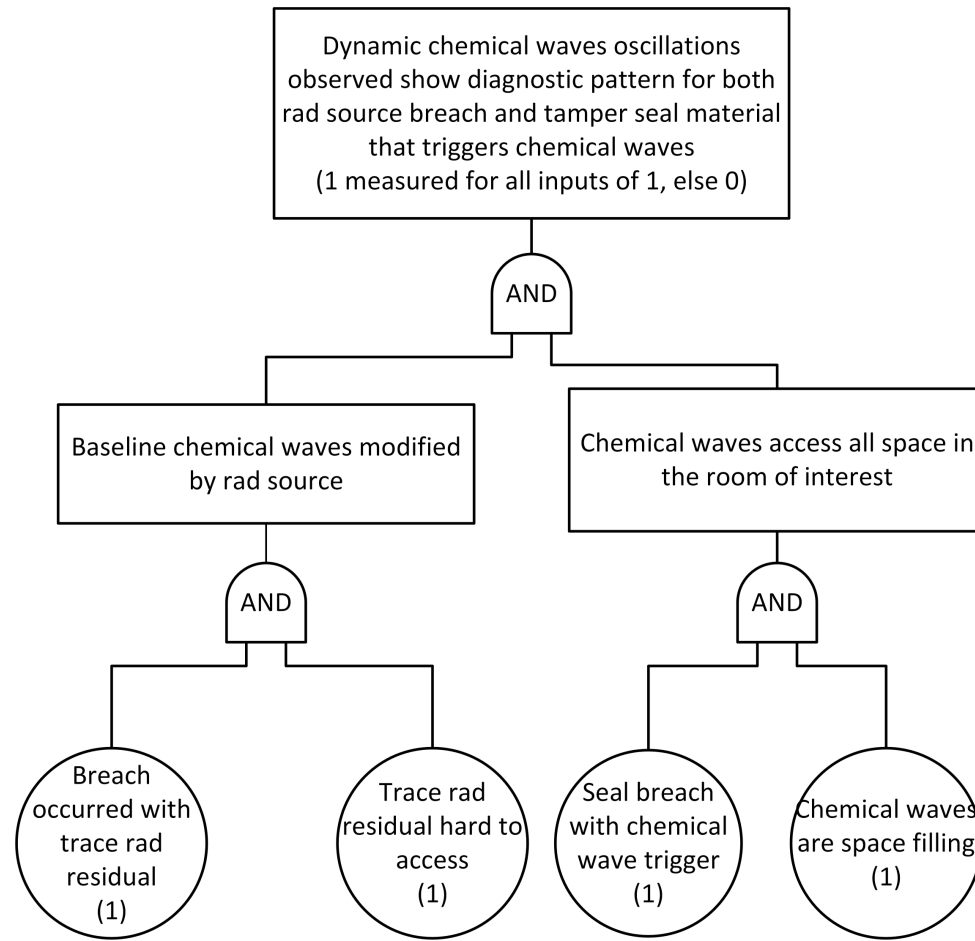 Dynamic chemical waves oscillations
observed show diagnostic pattern for both
rad source breach and tamper seal material
that triggers chemical waves
(1 measured for all inputs of 1, else 0)
AND
Baseline chemical waves modified
by rad source
Chemical waves access all space in
the room of interest
AND
AND
Breach
occurred with
trace rad
residual
(1)
Trace rad
residual hard to
access
(1)
Seal breach
with chemical
wave trigger
(1)
Chemical waves
are space filling
(1)